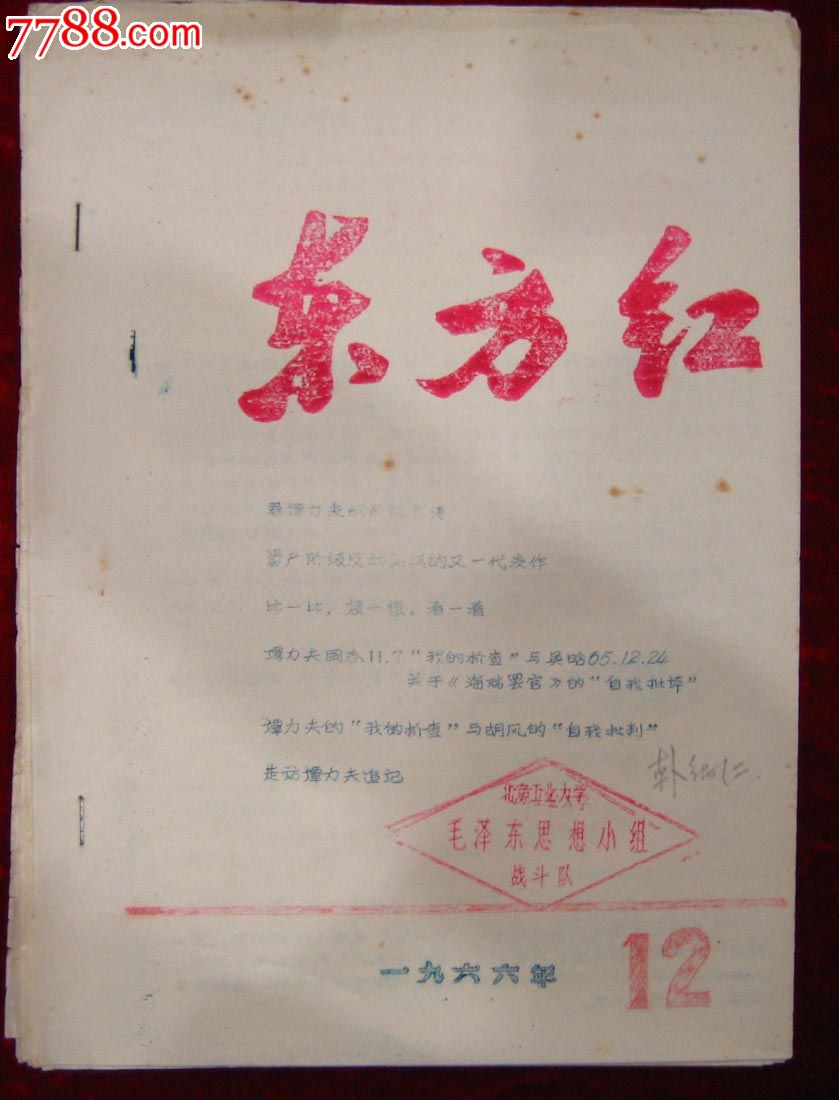 7788.com
东方红
看谭力夫的
资产阶级反动路线的又一代表作
比一比，想一想，看一看
谭力夫同志11.7“我的检查”与吴晗65.12.24
关于《海瑞罢官》的“自我批评”
谭力夫的“我的检查”与胡风的“自我批判”
走访谭力夫追记
北京工业大学
毛泽东思想小组
战斗队
一九六六年
12